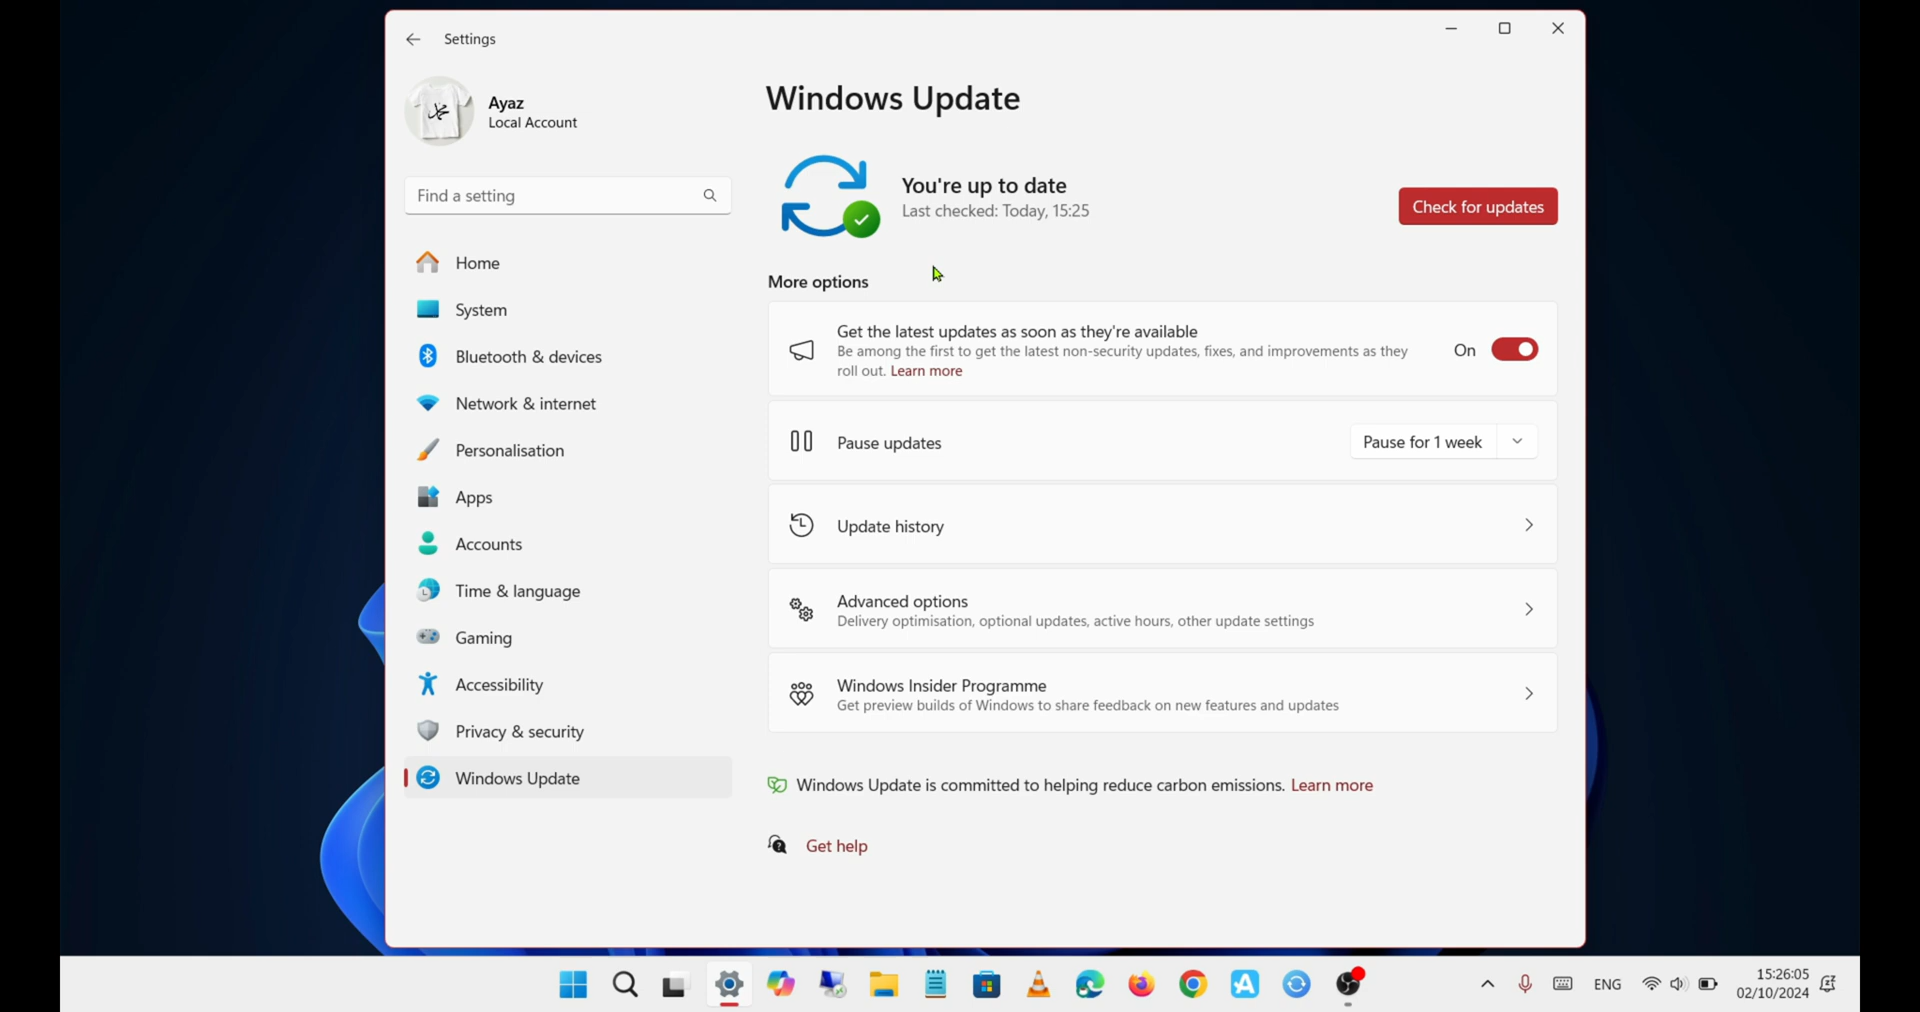 Settings
Ayaz
Local Account
Find a setting
Home
System
Bluetooth & devices
Network & internet
Personalisation
Apps
Accounts
Time & language
Gaming
Accessibility
Privacy & security
Windows Update
Windows Update
You're up to date
Last checked: Today, 15:25
Check for updates
More options
Get the latest updates as soon as they're available
Be among the first to get the latest non-security updates, fixes, and improvements as they
roll out. Learn more
On
Pause updates
Pause for 1 week
Update history
Advanced options
Delivery optimisation, optional updates, active hours, other update settings
Windows Insider Programme
Get preview builds of Windows to share feedback on new features and updates
Windows Update is committed to helping reduce carbon emissions. Learn more
Get help
ENG
15:26:05
02/10/2024